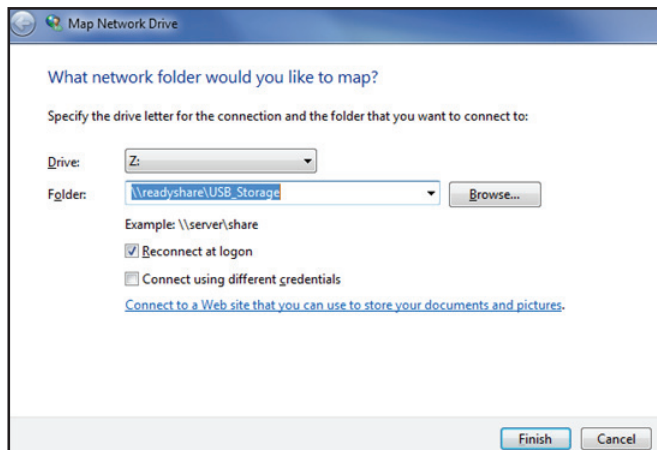 Map Network Drive
What network folder would you like to map?
Specify the drive letter for the connection and the folder that you want to connect to:
Drive: Z:
Folder: \\readyshare\USB_Storage Browse...
Example: \\server\share
Reconnect at logon
Connect using different credentials
Connect to a Web site that you can use to store your documents and pictures.
Finish Cancel